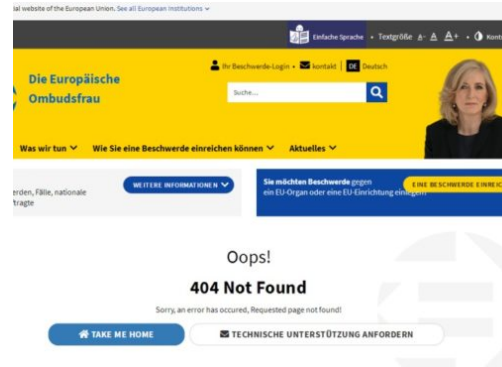 ial website of the European Union. See all European Institutions
Einfache Sprache • Textgröße A- A A+ • Kont
Ihr Beschwerde-Login • kontakt | DE Deutsch
Die Europäische
Ombudsfrau
Suche...
Was wir tun Wie Sie eine Beschwerde einreichen können Aktuelles
erden, Fälle, nationale
tragte
WEITERE INFORMATIONEN
Sie möchten Beschwerde gegen
ein EU-Organ oder eine EU-Einrichtung einlegen
EINE BESCHWERDE EINREIC
Oops!
404 Not Found
Sorry, an error has occured, Requested page not found!
TAKE ME HOME
TECHNISCHE UNTERSTÜTZUNG ANFORDERN